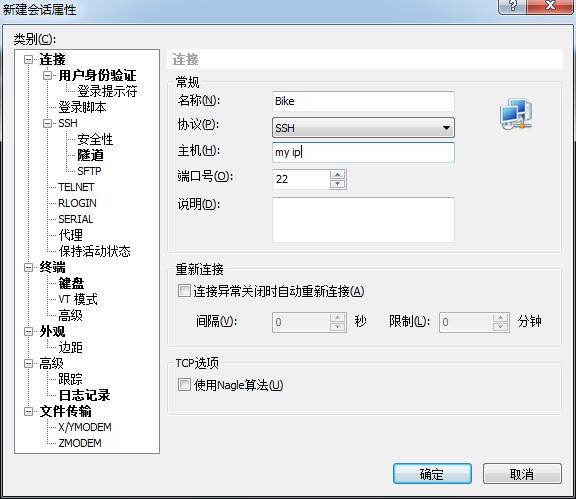 新建会话属性
类别(C):
连接
用户身份验证
登录提示符
登录脚本
SSH
安全性
隧道
SFTP
TELNET
RLOGIN
SERIAL
代理
保持活动状态
终端
键盘
VT 模式
高级
外观
边距
高级
跟踪
日志记录
文件传输
X/YMODEM
ZMODEM
连接
常规
名称(N):
Bike
协议(P):
SSH
主机(H):
my ip
端口号(O):
22
说明(D):
重新连接
连接异常关闭时自动重新连接(A)
间隔(V): 0 秒 限制(L): 0 分钟
TCP选项
使用Nagle算法(U)
确定
取消